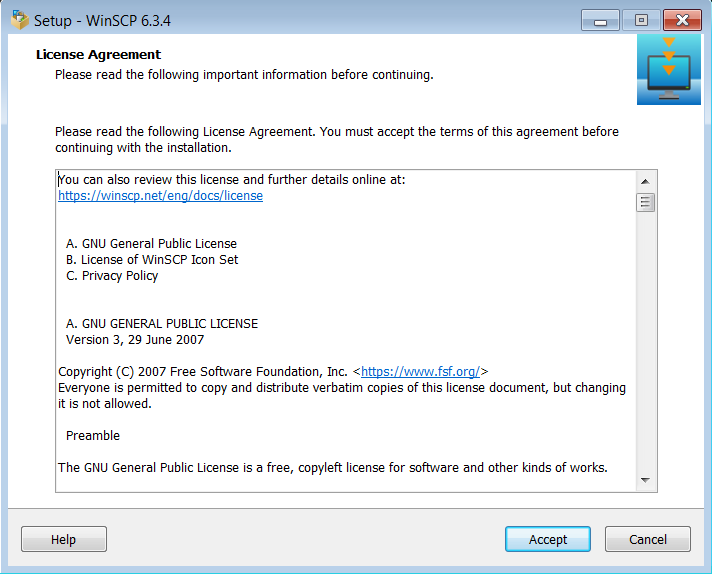 Setup - WinSCP 6.3.4
License Agreement
Please read the following important information before continuing.
Please read the following License Agreement. You must accept the terms of this agreement before
continuing with the installation.
You can also review this license and further details online at:
https://winscp.net/eng/docs/license
A. GNU General Public License
B. License of WinSCP Icon Set
C. Privacy Policy
A. GNU GENERAL PUBLIC LICENSE
Version 3, 29 June 2007
Copyright (C) 2007 Free Software Foundation, Inc. <https://www.fsf.org/>
Everyone is permitted to copy and distribute verbatim copies of this license document, but changing
it is not allowed.
Preamble
The GNU General Public License is a free, copyleft license for software and other kinds of works.
Help
Accept
Cancel